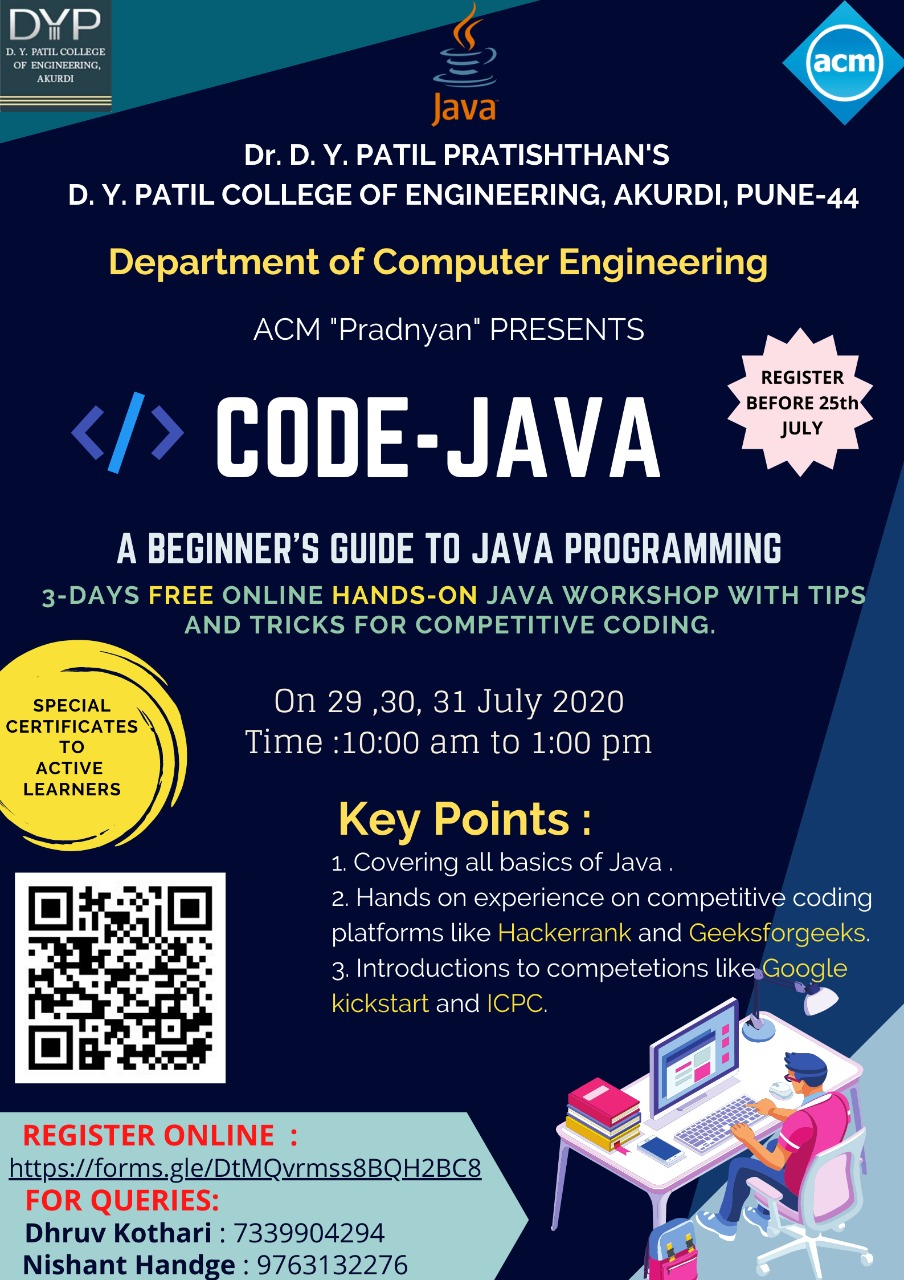 DYP
D. Y. PATIL COLLEGE
OF ENGINEERING,
AKURDI
Java
acm
Dr. D. Y. PATIL PRATISHTHAN'S
D. Y. PATIL COLLEGE OF ENGINEERING, AKURDI, PUNE-44
Department of Computer Engineering
ACM "Pradnyan" PRESENTS
REGISTER
BEFORE 25th
JULY
</> CODE-JAVA
A BEGINNER'S GUIDE TO JAVA PROGRAMMING
3-DAYS FREE ONLINE HANDS-ON JAVA WORKSHOP WITH TIPS
AND TRICKS FOR COMPETITIVE CODING.
SPECIAL
CERTIFICATES
TO
ACTIVE
LEARNERS
On 29 ,30, 31 July 2020
Time :10:00 am to 1:00 pm
Key Points :
1. Covering all basics of Java .
2. Hands on experience on competitive coding
platforms like Hackerrank and Geeksforgeeks.
3. Introductions to competetions like Google
kickstart and ICPC.
REGISTER ONLINE :
https://forms.gle/DtMQvrmss8BQH2BC8
FOR QUERIES:
Dhruv Kothari : 7339904294
Nishant Handge : 9763132276